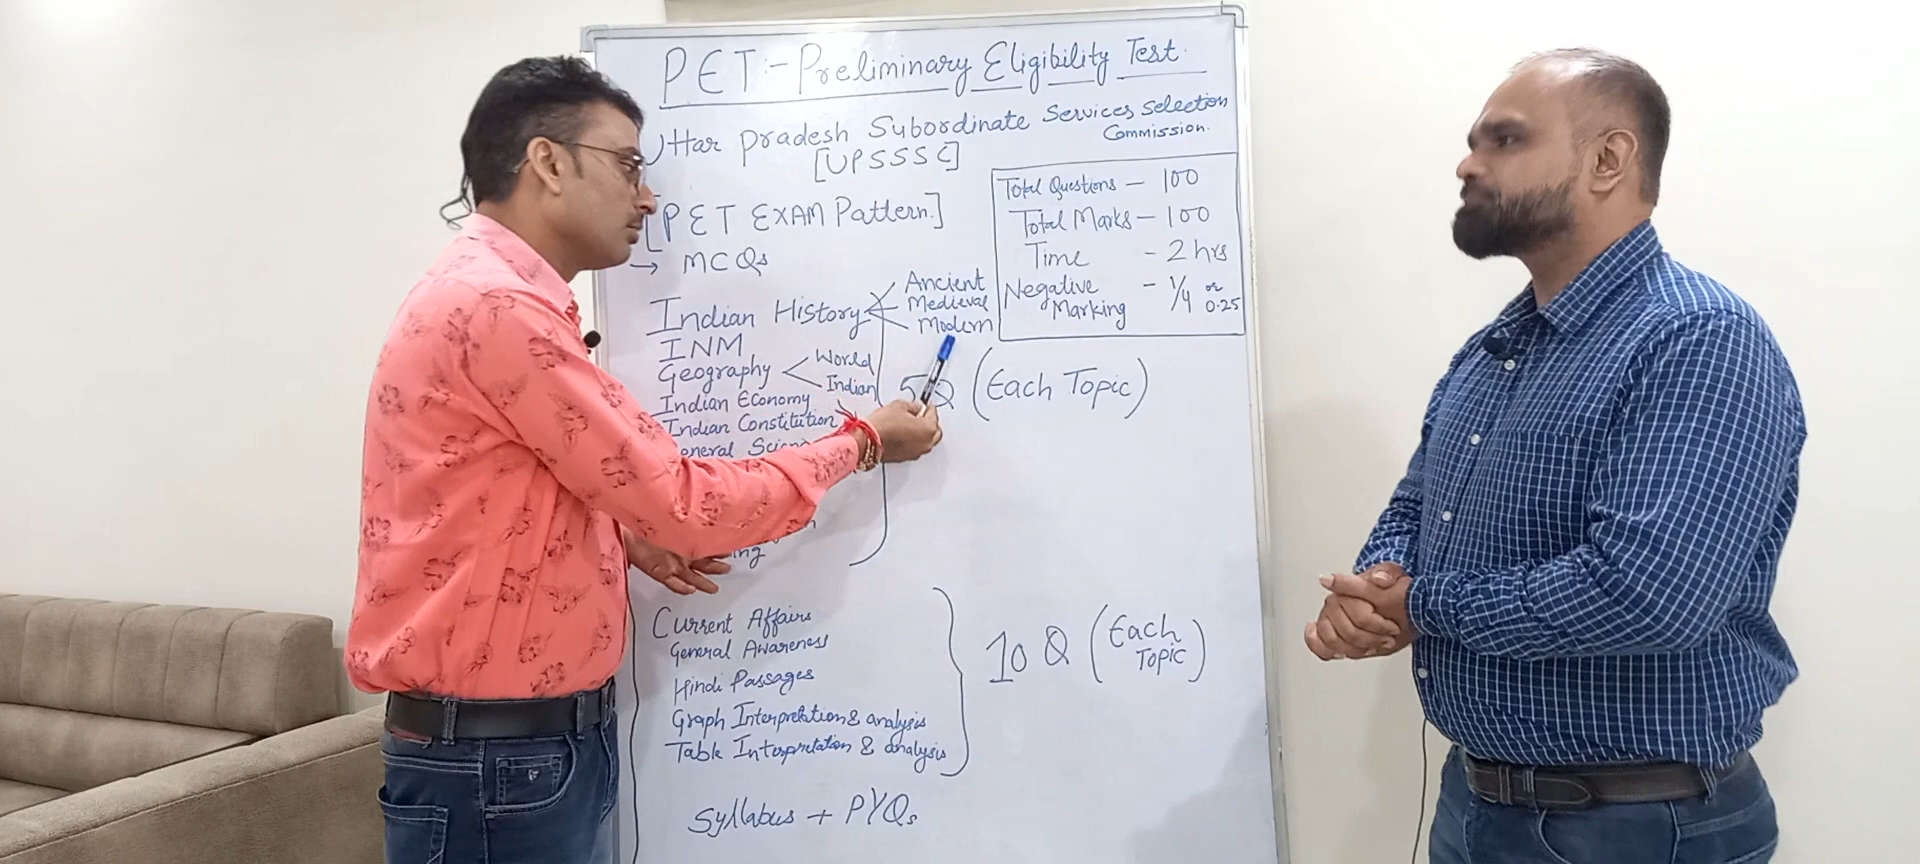 PET:- Preliminary Eligibility Test.
Uttar Pradesh Subordinate Services Selection
Commission.
[UPSSSC]
[PET EXAM Pattern.]
→ MCQs
Total Questions — 100
Total Marks — 100
Time - 2 hrs
Negative Marking - 1/4 or 0.25
Indian History
Ancient
Medieval
Modern
INM
Geography
World
Indian
Indian Economy
Indian Constitution
General
5Q (Each Topic)
Current Affairs
General Awareness
Hindi Passages
Graph Interpretation & analysis
Table Interpretation & analysis
10 Q (Each Topic)
Syllabus + PYQs